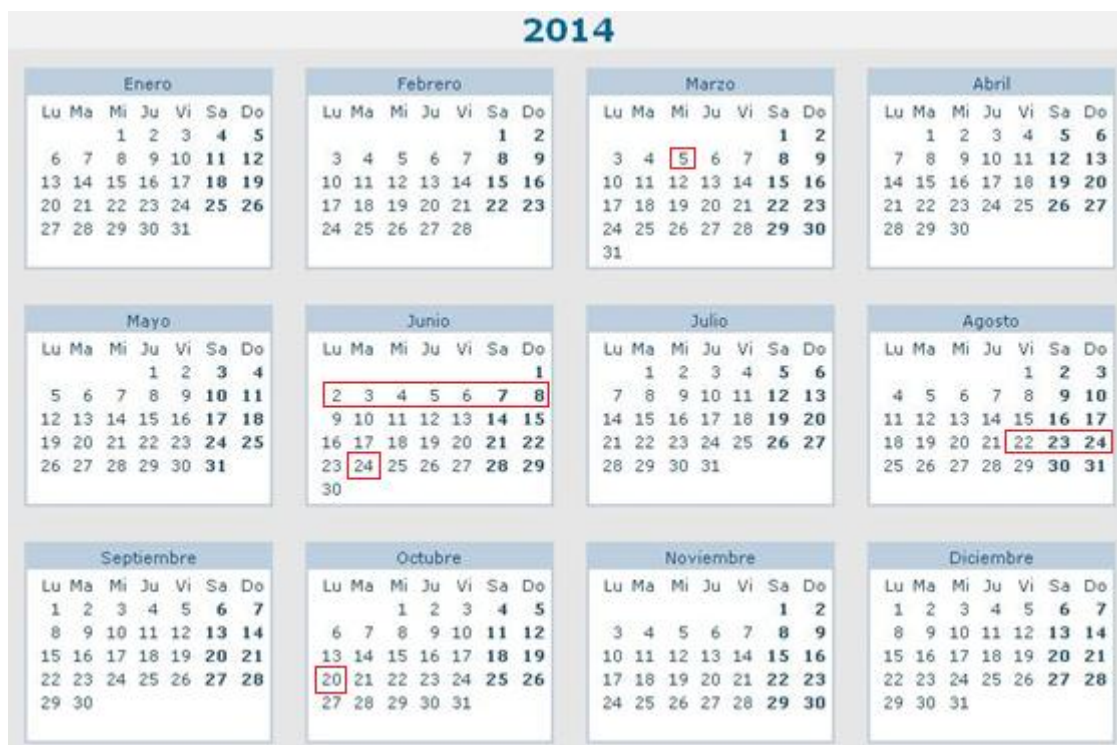 2014
Enero
Lu Ma Mi Ju Vi Sa Do
1 2 3 4 5
6 7 8 9 10 11 12
13 14 15 16 17 18 19
20 21 22 23 24 25 26
27 28 29 30 31
Febrero
Lu Ma Mi Ju Vi Sa Do
1 2
3 4 5 6 7 8 9
10 11 12 13 14 15 16
17 18 19 20 21 22 23
24 25 26 27 28
Marzo
Lu Ma Mi Ju Vi Sa Do
1 2
3 4 5 6 7 8 9
10 11 12 13 14 15 16
17 18 19 20 21 22 23
24 25 26 27 28 29 30
31
Abril
Lu Ma Mi Ju Vi Sa Do
1 2 3 4 5 6
7 8 9 10 11 12 13
14 15 16 17 18 19 20
21 22 23 24 25 26 27
28 29 30
Mayo
Lu Ma Mi Ju Vi Sa Do
1 2 3 4
5 6 7 8 9 10 11
12 13 14 15 16 17 18
19 20 21 22 23 24 25
26 27 28 29 30 31
Junio
Lu Ma Mi Ju Vi Sa Do
1
2 3 4 5 6 7 8
9 10 11 12 13 14 15
16 17 18 19 20 21 22
23 24 25 26 27 28 29
30
Julio
Lu Ma Mi Ju Vi Sa Do
1 2 3 4 5 6
7 8 9 10 11 12 13
14 15 16 17 18 19 20
21 22 23 24 25 26 27
28 29 30 31
Agosto
Lu Ma Mi Ju Vi Sa Do
1 2 3
4 5 6 7 8 9 10
11 12 13 14 15 16 17
18 19 20 21 22 23 24
25 26 27 28 29 30 31
Septiembre
Lu Ma Mi Ju Vi Sa Do
1 2 3 4 5 6 7
8 9 10 11 12 13 14
15 16 17 18 19 20 21
22 23 24 25 26 27 28
29 30
Octubre
Lu Ma Mi Ju Vi Sa Do
1 2 3 4 5
6 7 8 9 10 11 12
13 14 15 16 17 18 19
20 21 22 23 24 25 26
27 28 29 30 31
Noviembre
Lu Ma Mi Ju Vi Sa Do
1 2
3 4 5 6 7 8 9
10 11 12 13 14 15 16
17 18 19 20 21 22 23
24 25 26 27 28 29 30
Diciembre
Lu Ma Mi Ju Vi Sa Do
1 2 3 4 5 6 7
8 9 10 11 12 13 14
15 16 17 18 19 20 21
22 23 24 25 26 27 28
29 30 31